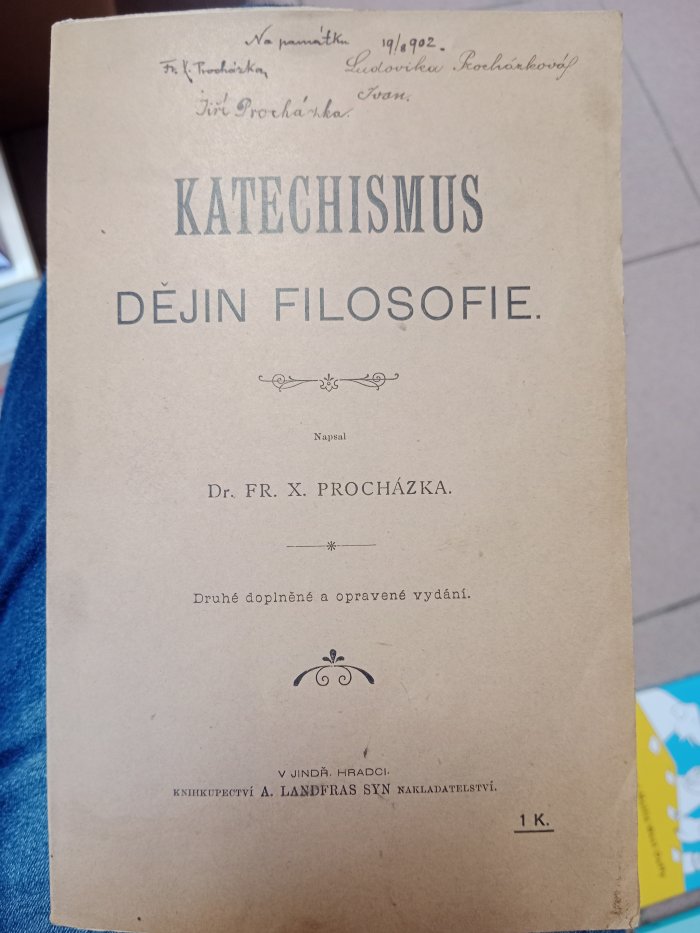 Na památku 19/8 902.
Fr. X. Procházka, Ludovika Procházková
Ivan.
Jiří Procházka.
KATECHISMUS
DĚJIN FILOSOFIE.
Napsal
Dr. FR. X. PROCHÁZKA.
Druhé doplněné a opravené vydání.
V JINDŘ. HRADCI.
KNIHKUPECTVÍ A. LANDFRAS SYN NAKLADATELSTVÍ.
1 K.